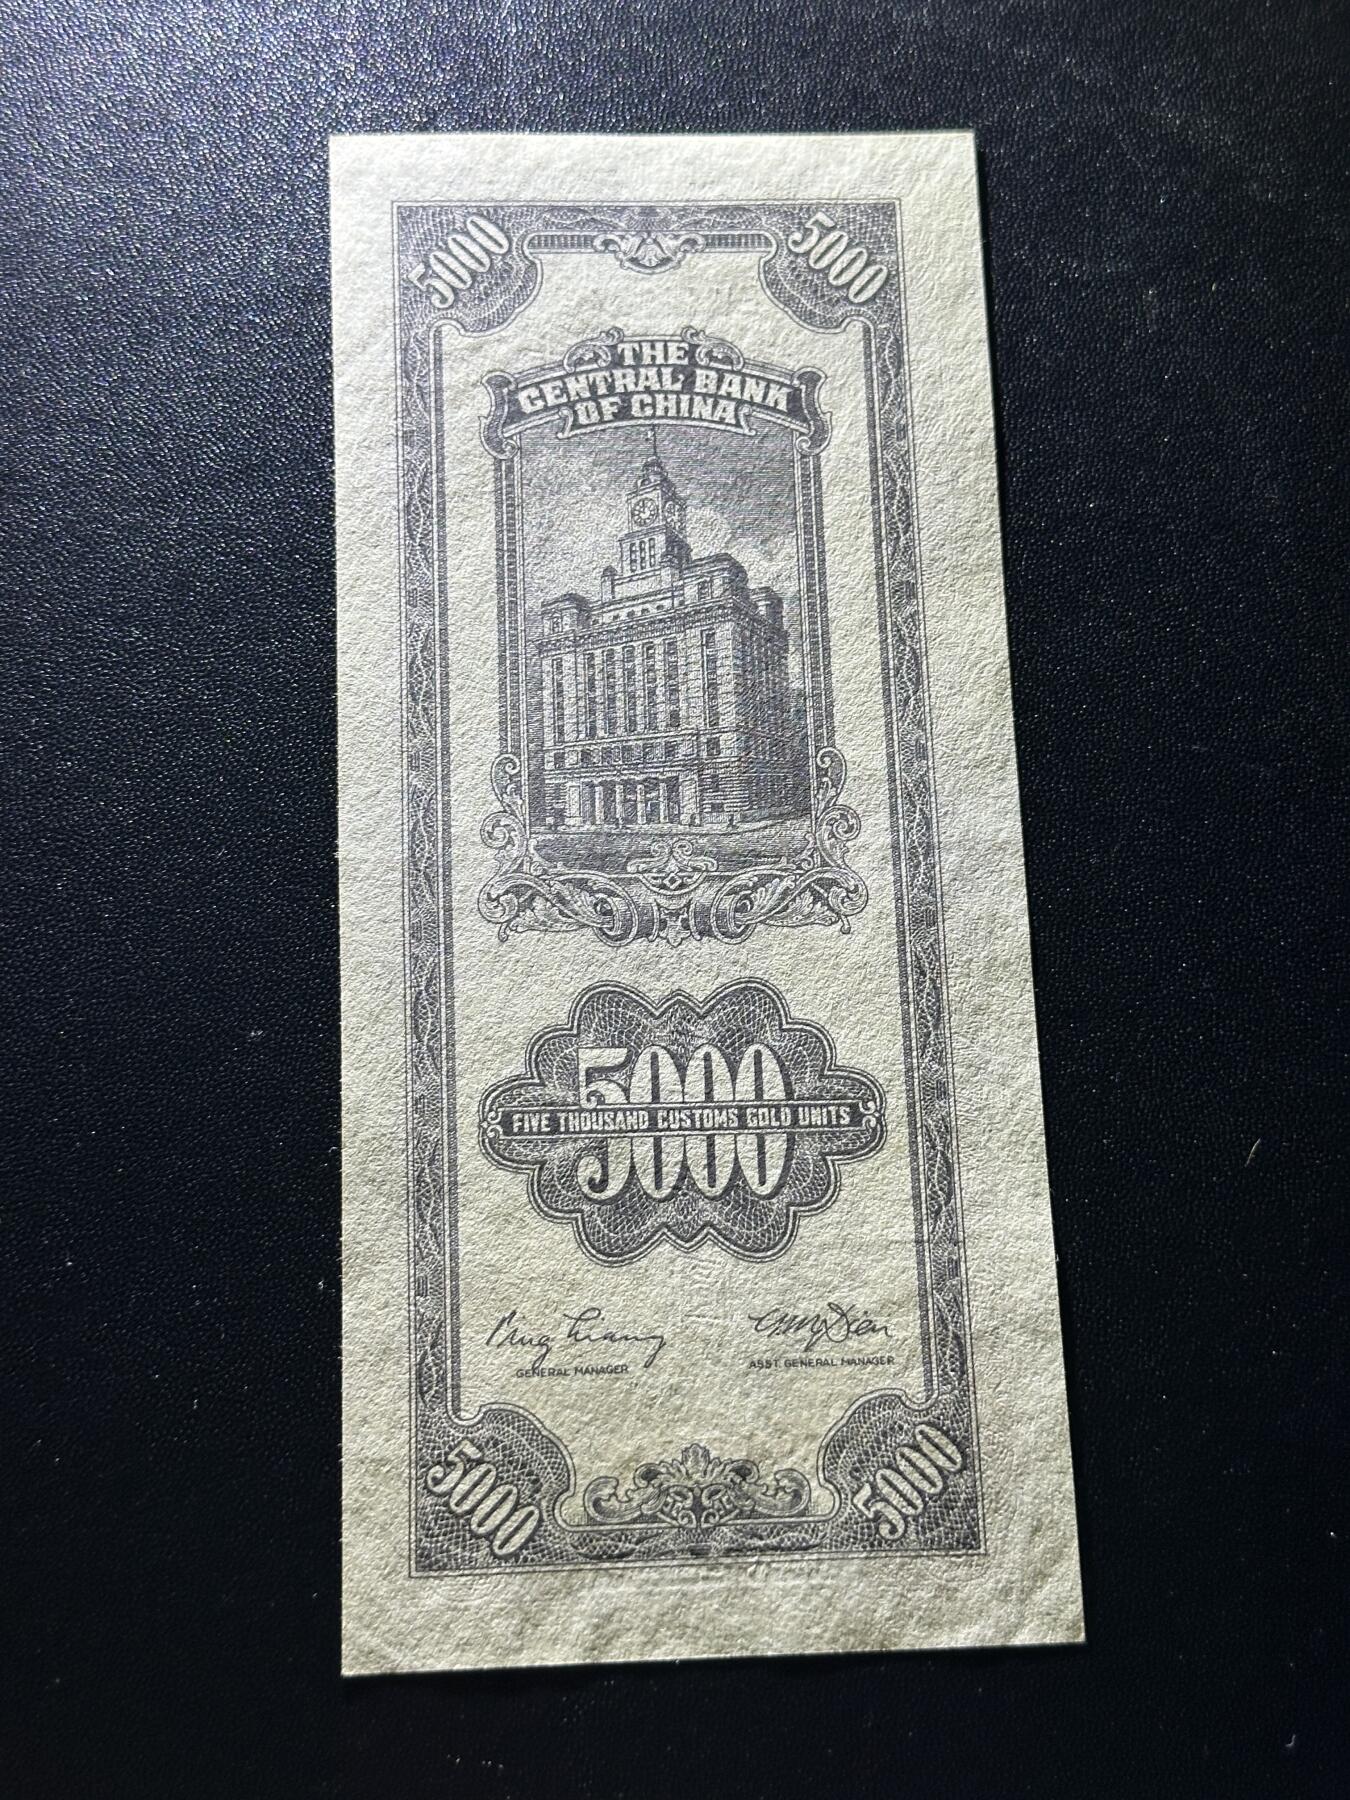 5000 5000
THE
CENTRAL BANK
OF CHINA
5000
FIVE THOUSAND CUSTOMS GOLD UNITS
GENERAL MANAGER ASST. GENERAL MANAGER
5000 5000